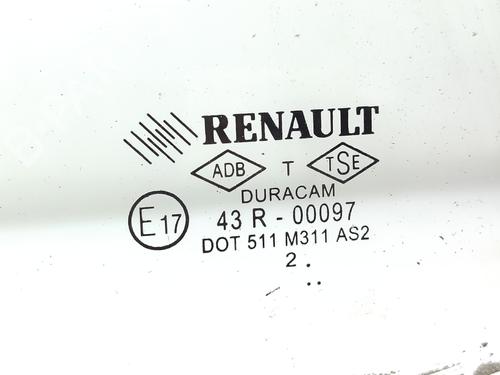 RENAULT
ADB T TSE
DURACAM
E17 43 R - 00097
DOT 511 M311 AS2
2 .
..